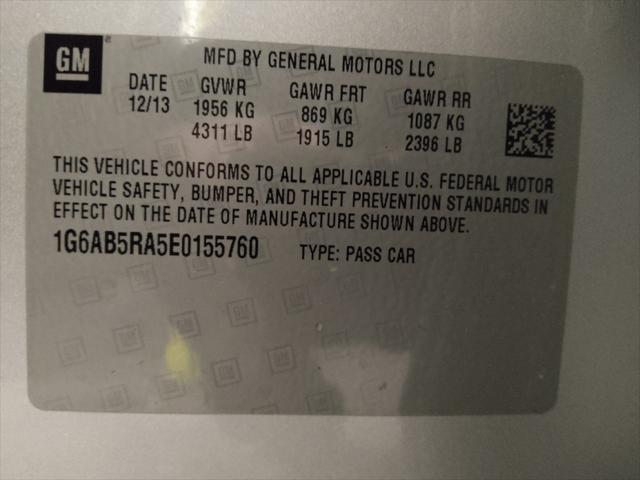 GM
MFD BY GENERAL MOTORS LLC
DATE GVWR GAWR FRT GAWR RR
12/13 1956 KG 869 KG 1087 KG
4311 LB 1915 LB 2396 LB
THIS VEHICLE CONFORMS TO ALL APPLICABLE U.S. FEDERAL MOTOR
VEHICLE SAFETY, BUMPER, AND THEFT PREVENTION STANDARDS IN
EFFECT ON THE DATE OF MANUFACTURE SHOWN ABOVE.
1G6AB5RA5E0155760 TYPE: PASS CAR